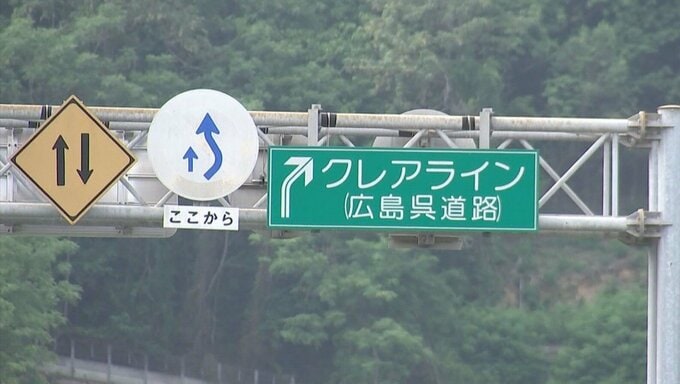 ここから
クレアライン
(広島呉道路)